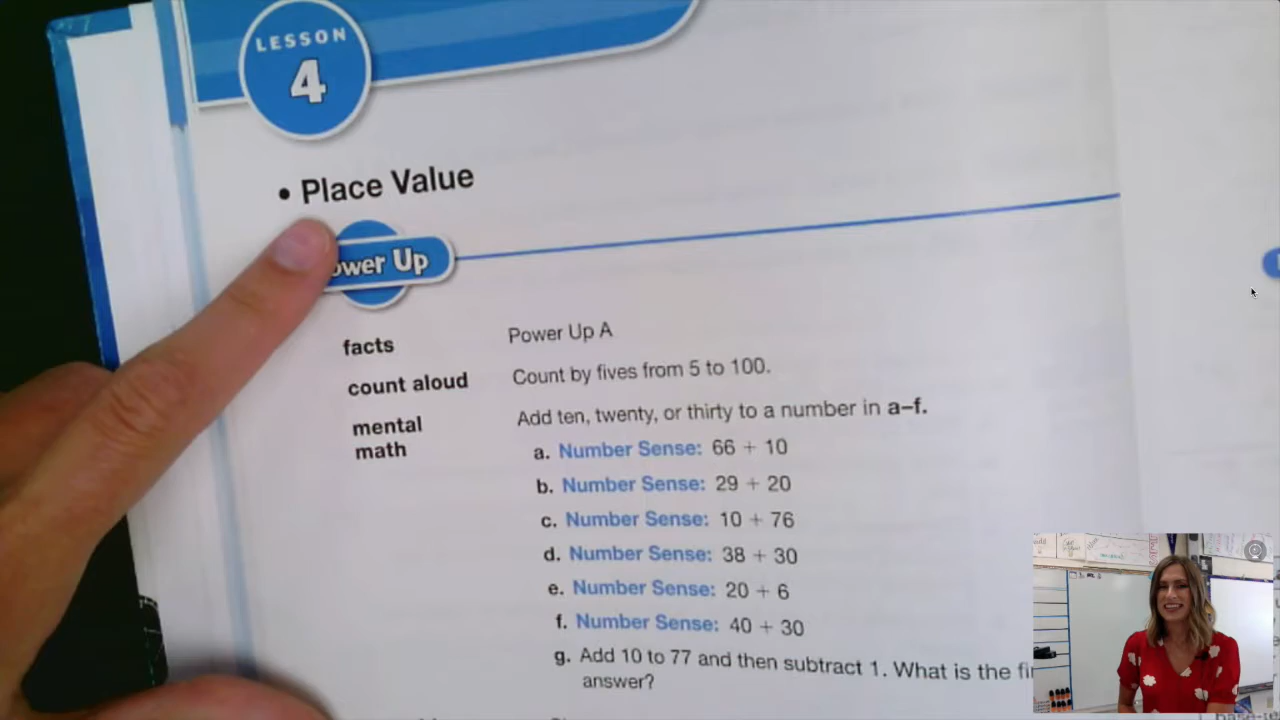 LESSON
4
• Place Value
ower Up
facts Power Up A
count aloud Count by fives from 5 to 100.
mental math Add ten, twenty, or thirty to a number in a–f.
a. Number Sense: 66 + 10
b. Number Sense: 29 + 20
c. Number Sense: 10 + 76
d. Number Sense: 38 + 30
e. Number Sense: 20 + 6
f. Number Sense: 40 + 30
g. Add 10 to 77 and then subtract 1. What is the
answer?